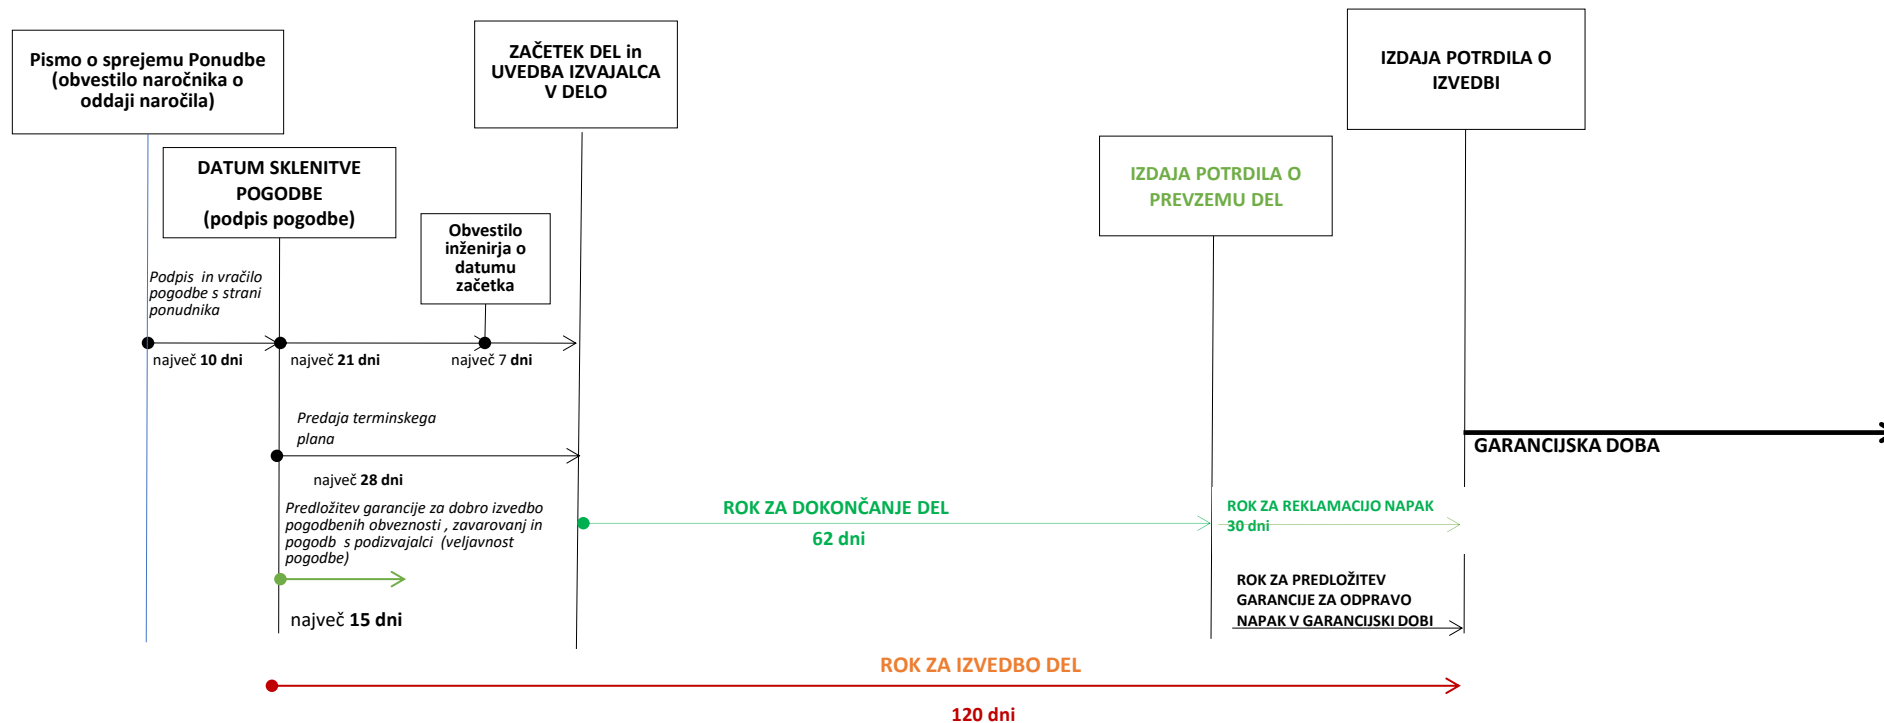 Pismo o sprejemu Ponudbe
(obvestilo naročnika o
oddaji naročila)
ZAČETEK DEL in
UVEDBA IZVAJALCA
V DELO
IZDAJA POTRDILA O
IZVEDBI
DATUM SKLENITVE
POGODBE
(podpis pogodbe)
IZDAJA POTRDILA O
PREVZEMU DEL
Obvestilo
inženirja o
datumu
začetka
Podpis in vračilo
pogodbe s strani
ponudnika
največ 10 dni
največ 21 dni
največ 7 dni
Predaja terminskega
plana
največ 28 dni
GARANCIJSKA DOBA
Predložitev garancije za dobro izvedbo
pogodbenih obveznosti , zavarovanj in
pogodb s podizvajalci (veljavnost
pogodbe)
največ 15 dni
ROK ZA DOKONČANJE DEL
62 dni
ROK ZA REKLAMACIJO NAPAK
30 dni
ROK ZA PREDLOŽITEV
GARANCIJE ZA ODPRAVO
NAPAK V GARANCIJSKI DOBI
ROK ZA IZVEDBO DEL
120 dni